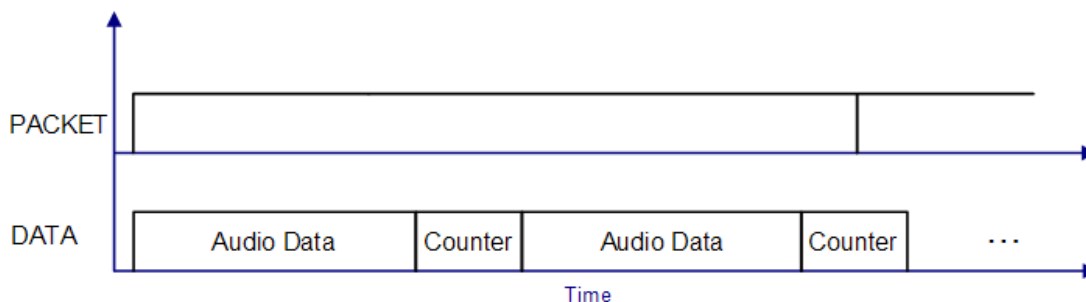 PACKET
DATA
Audio Data Counter Audio Data Counter ...
Time